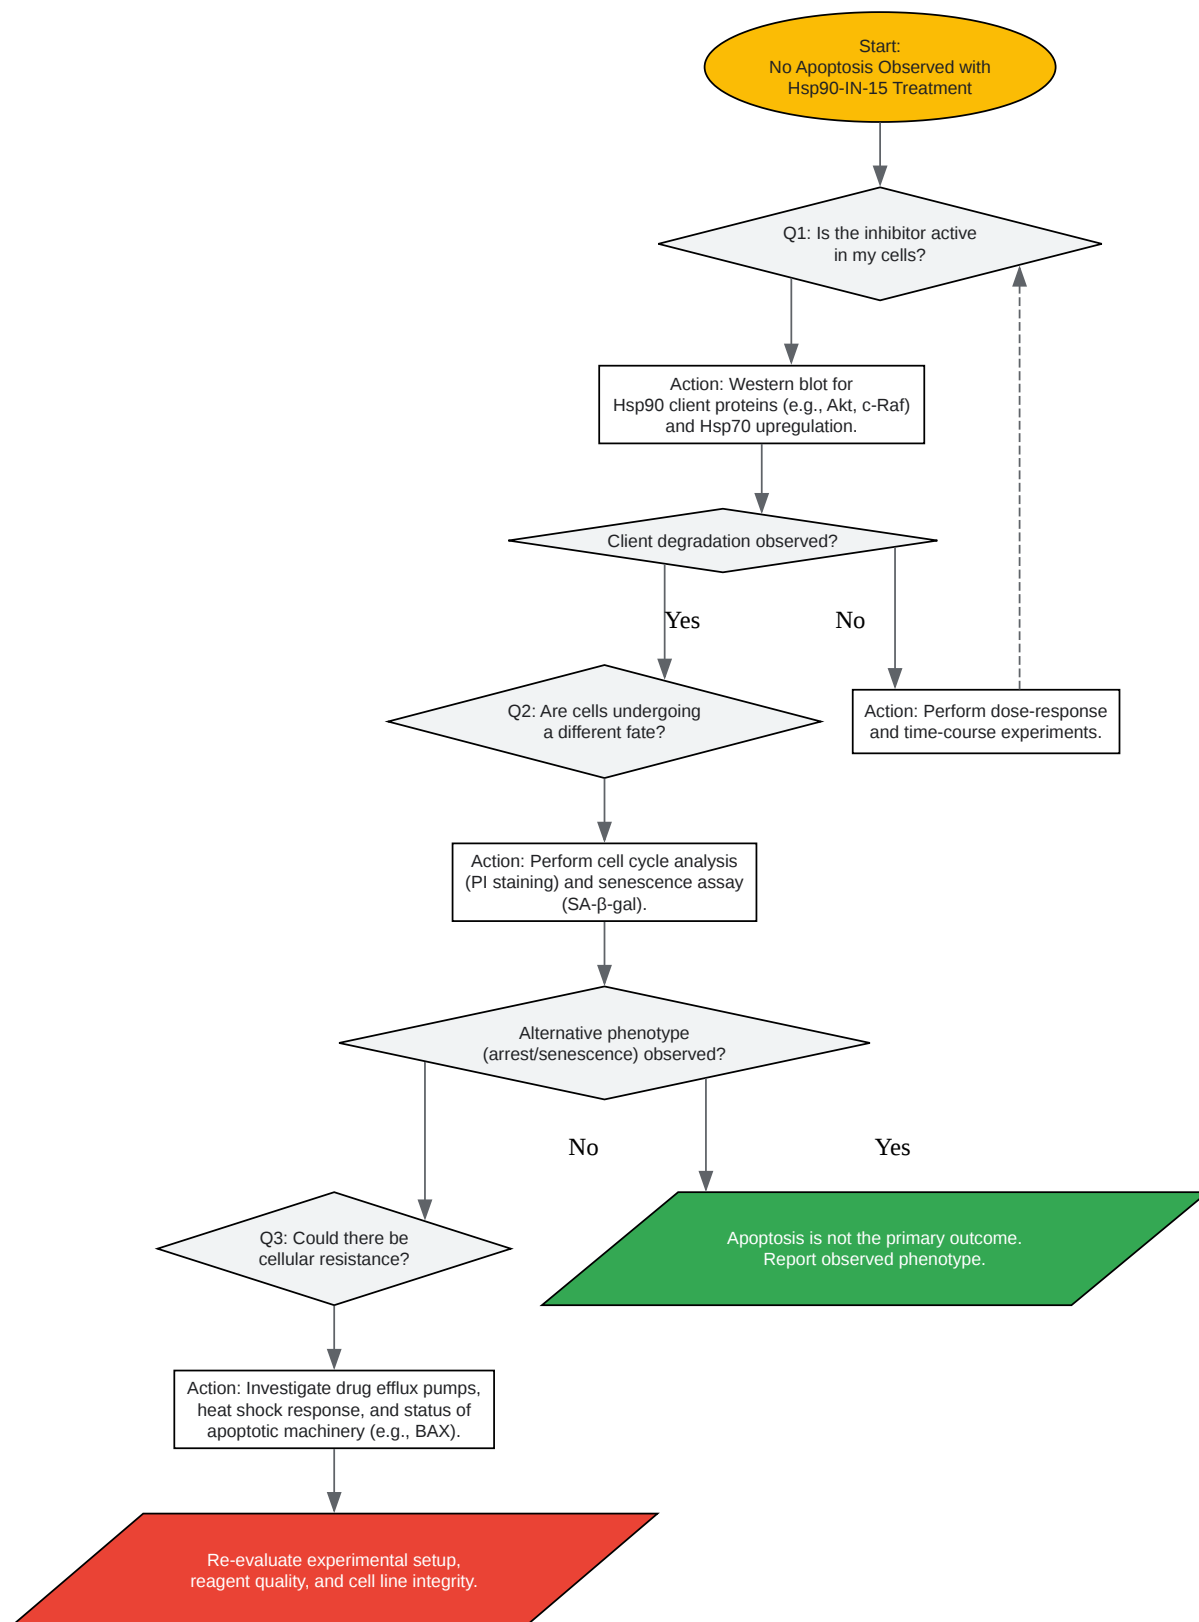 Start:
No Apoptosis Observed with
Hsp90-IN-15 Treatment
Q1: Is the inhibitor active
in my cells?
Action: Western blot for
Hsp90 client proteins (e.g., Akt, c-Raf)
and Hsp70 upregulation.
Client degradation observed?
Yes
No
Q2: Are cells undergoing
a different fate?
Action: Perform dose-response
and time-course experiments.
Action: Perform cell cycle analysis
(PI staining) and senescence assay
(SA-β-gal).
Alternative phenotype
(arrest/senescence) observed?
No
Yes
Q3: Could there be
cellular resistance?
Apoptosis is not the primary outcome.
Report observed phenotype.
Action: Investigate drug efflux pumps,
heat shock response, and status of
apoptotic machinery (e.g., BAX).
Re-evaluate experimental setup,
reagent quality, and cell line integrity.